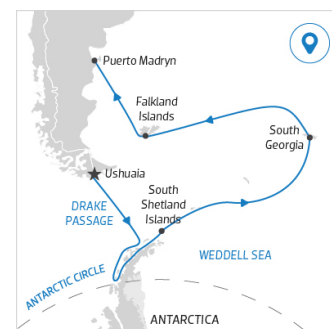 Puerto Madryn
Falkland
Islands
South
Georgia
Ushuaia
South
Shetland
Islands
DRAKE
PASSAGE
WEDDELL SEA
ANTARCTIC CIRCLE
ANTARCTICA